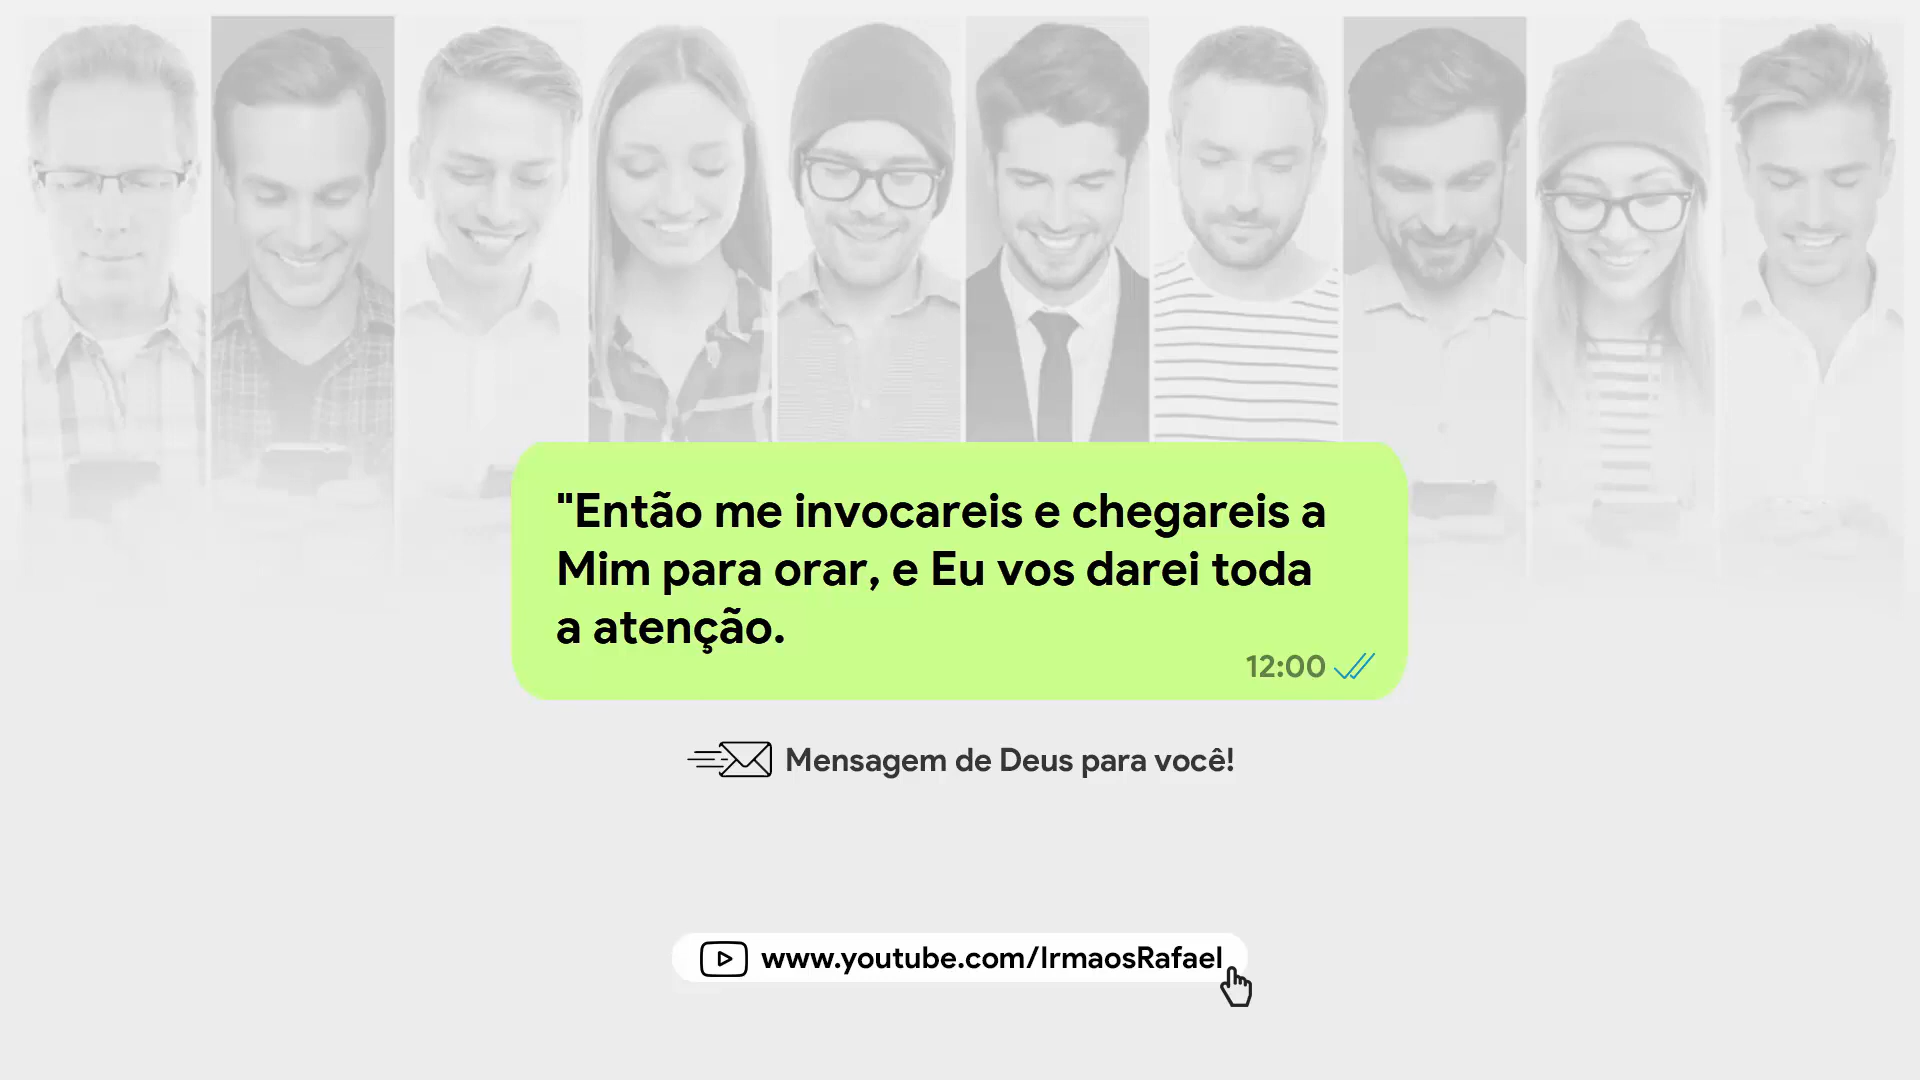 "Então me invocareis e chegareis a
Mim para orar, e Eu vos darei toda
a atenção.
12:00
Mensagem de Deus para você!
www.youtube.com/IrmaosRafael